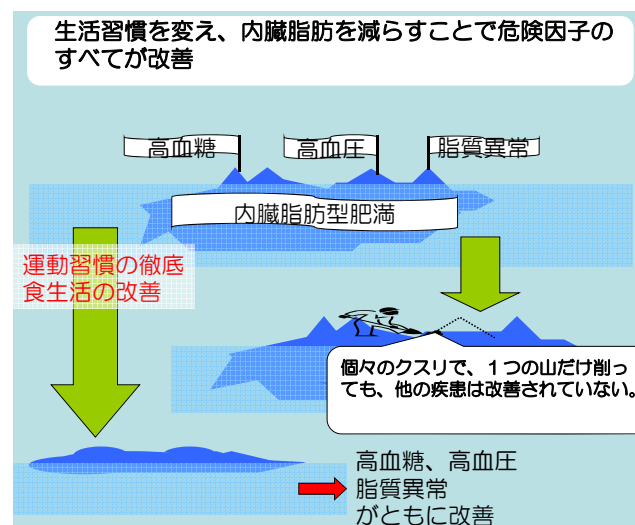 生活習慣を変え、内臓脂肪を減らすことで危険因子の
すべてが改善
高血糖
高血圧
脂質異常
内臓脂肪型肥満
運動習慣の徹底
食生活の改善
個々のクスリで、１つの山だけ削っ
ても、他の疾患は改善されていない。
高血糖、高血圧
脂質異常
がともに改善